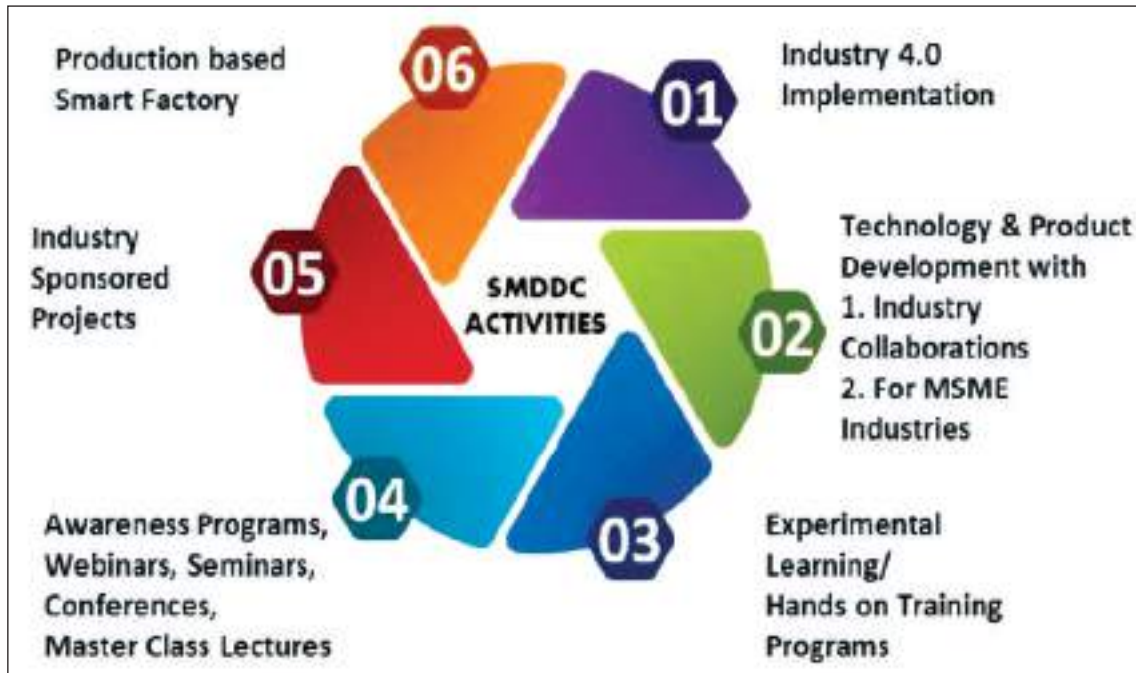 06
Production based
Smart Factory
01
Industry 4.0
Implementation
05
Industry
Sponsored
Projects
SMDDC
ACTIVITIES
02
Technology & Product
Development with
1. Industry
Collaborations
2. For MSME
Industries
04
Awareness Programs,
Webinars, Seminars,
Conferences,
Master Class Lectures
03
Experimental
Learning/
Hands on Training
Programs